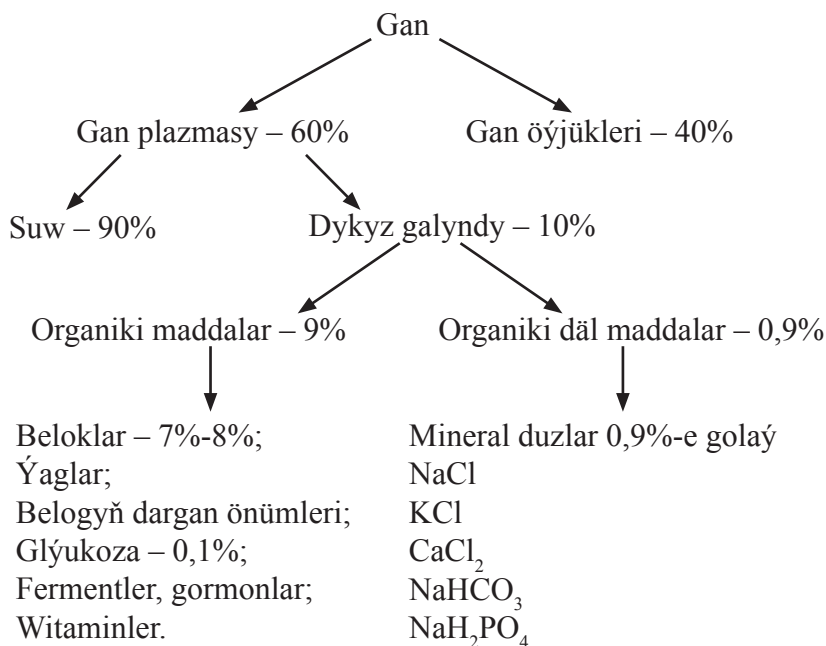 Gan
Gan plazmasy – 60%
Gan öýjükleri – 40%
Suw – 90%
Dykyz galyndy – 10%
Organiki maddalar – 9%
Organiki däl maddalar – 0,9%
Beloklar – 7%-8%;
Ýaglar;
Belogyň dargan önümleri;
Glýukoza – 0,1%;
Fermentler, gormonlar;
Witaminler.
Mineral duzlar 0,9%-e golaý
NaCl
KCl
CaCl₂
NaHCO₃
NaH₂PO₄